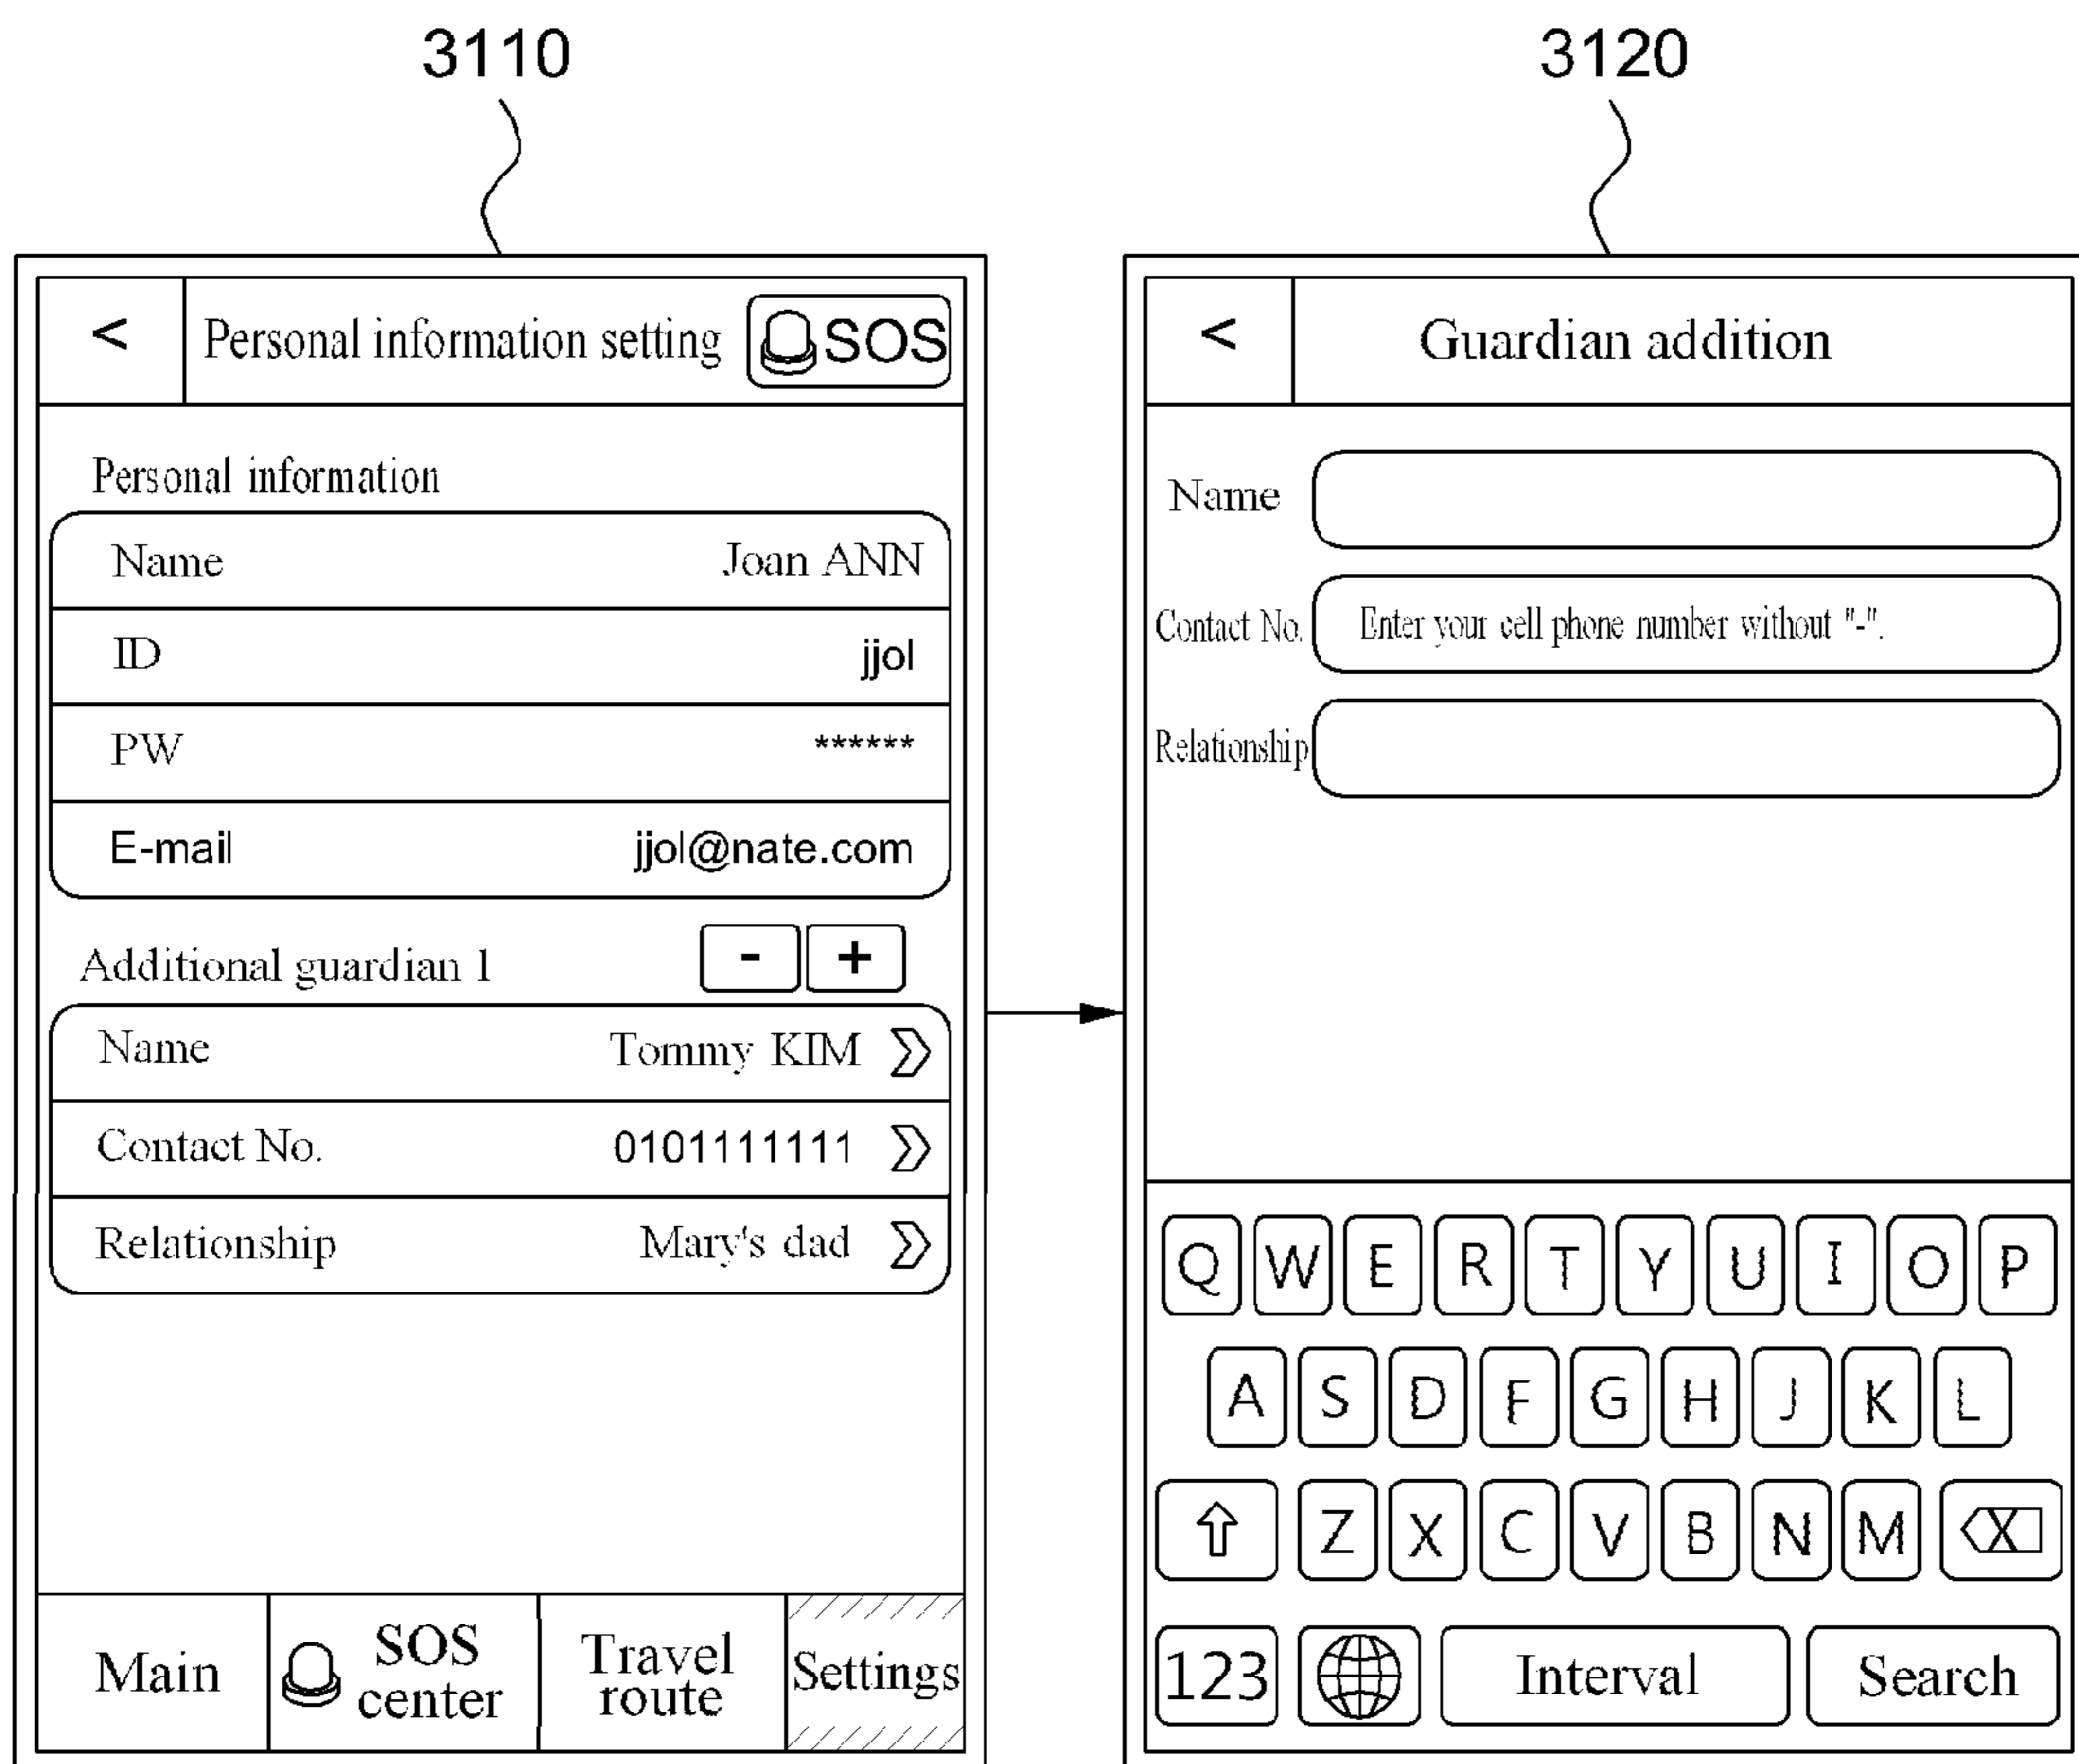 3110
3120
< Personal information setting SOS
Personal information
Name Joan ANN
ID jjol
PW ******
E-mail jjol@nate.com
Additional guardian 1 - +
Name Tommy KIM
Contact No. 0101111111
Relationship Mary's dad
Main
SOS
center
Travel
route
Settings
< Guardian addition
Name
Contact No. Enter your cell phone number without "-".
Relationship
Q W E R T Y U I O P
A S D F G H J K L
Z X C V B N M X
123 Interval Search